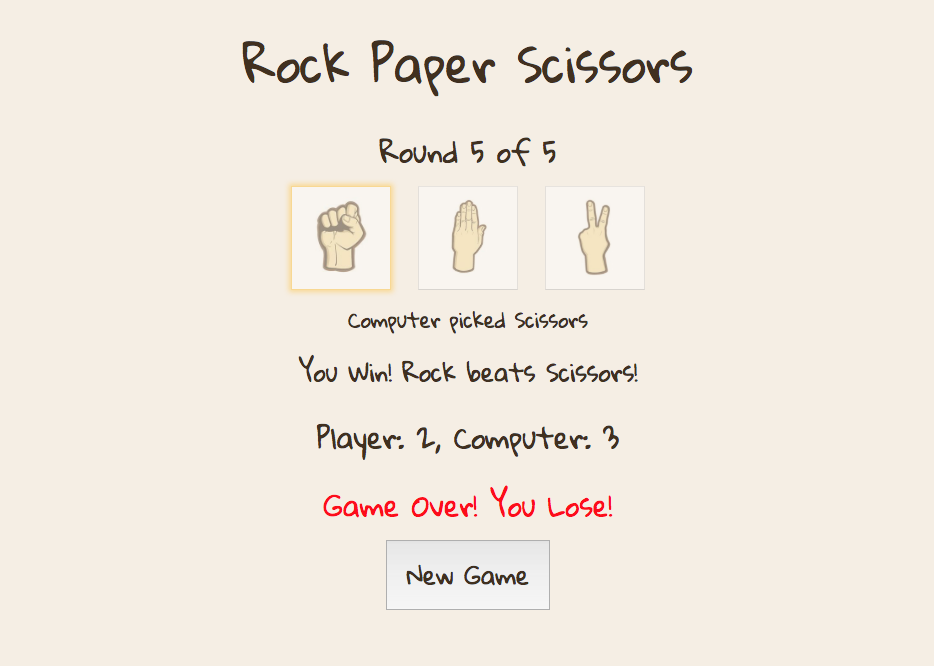 Rock Paper Scissors
Round 5 of 5
Computer picked Scissors
You Win! Rock beats Scissors!
Player: 2, Computer: 3
Game Over! You Lose!
New Game